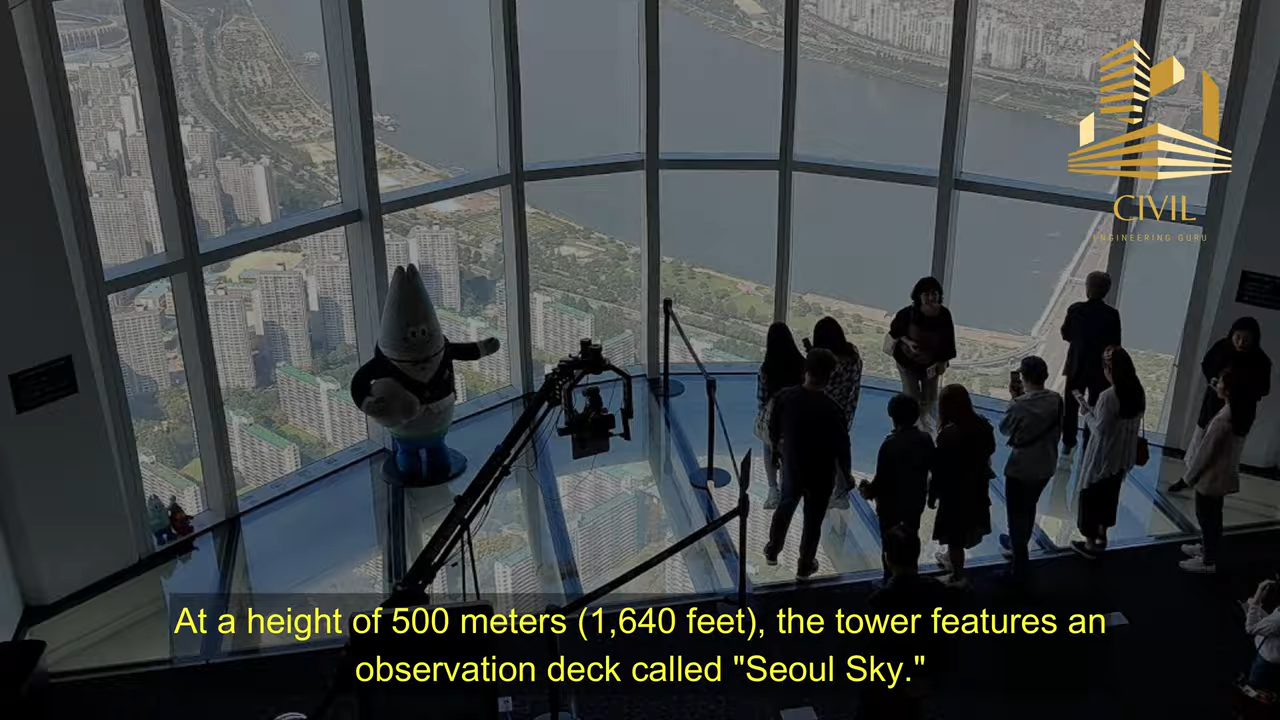 CIVIL
ENGINEERING GURU
At a height of 500 meters (1,640 feet), the tower features an
observation deck called "Seoul Sky."